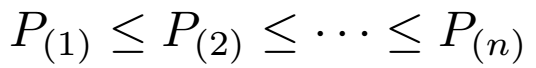 P_{(1)} ≤ P_{(2)} ≤ ⋯ ≤ P_{(n)}